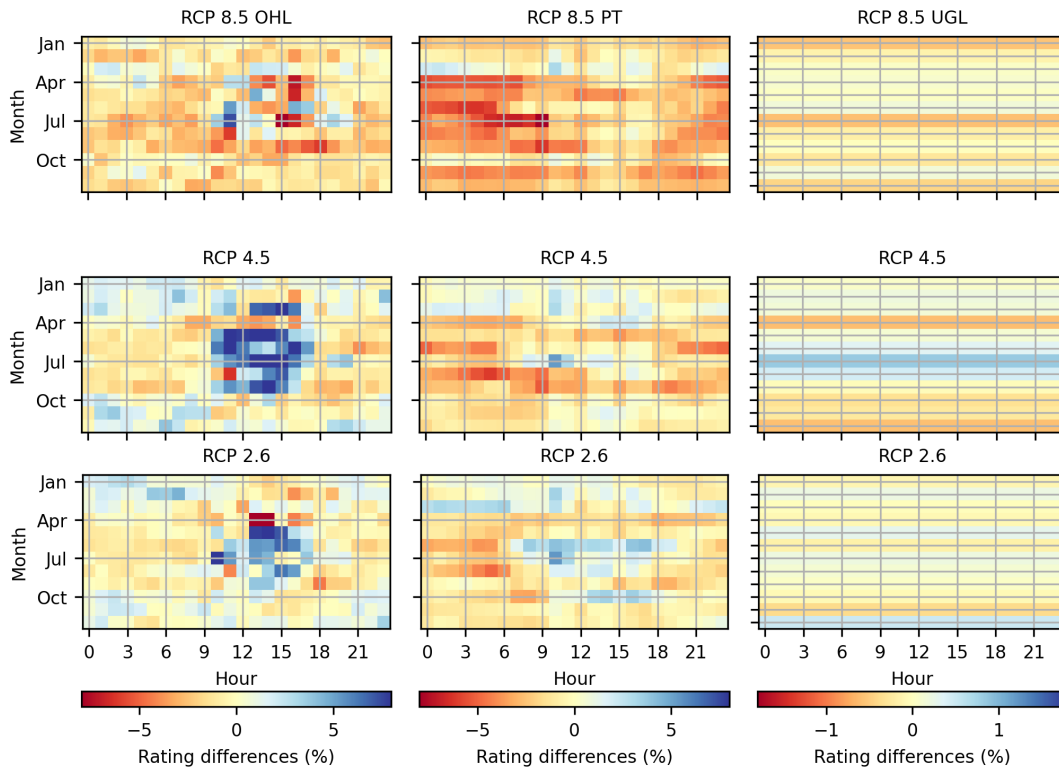 RCP 8.5 OHL RCP 8.5 PT RCP 8.5 UGL
Jan
Apr
Jul
Oct
Month
RCP 4.5 RCP 4.5 RCP 4.5
Jan
Apr
Jul
Oct
RCP 2.6 RCP 2.6 RCP 2.6
Jan
Apr
Jul
Oct
Month
0 3 6 9 12 15 18 21 0 3 6 9 12 15 18 21 0 3 6 9 12 15 18 21
Hour Hour Hour
−5 0 5 −5 0 5 −1 0 1
Rating differences (%) Rating differences (%) Rating differences (%)